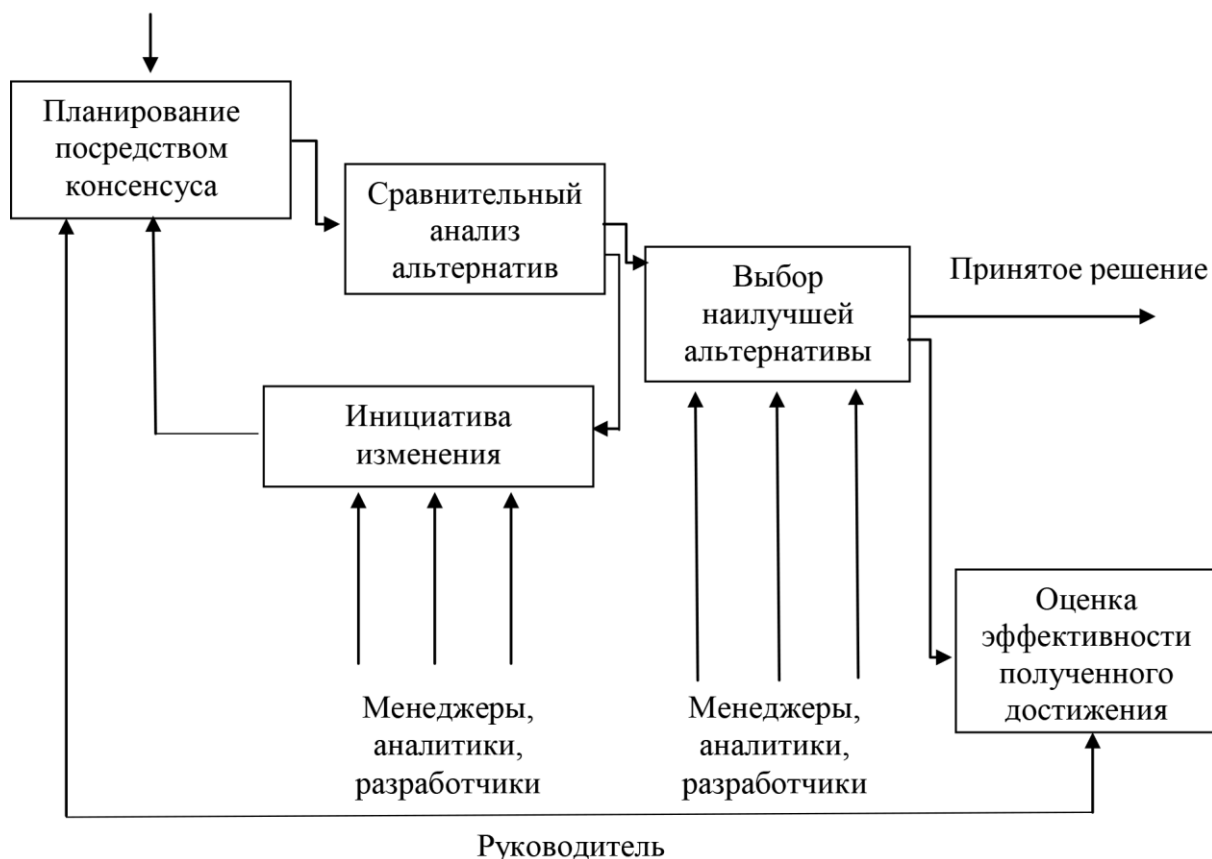 Планирование
посредством
консенсуса
Сравнительный
анализ
альтернатив
Выбор
наилучшей
альтернативы
Принятое решение
Инициатива
изменения
Оценка
эффективности
полученного
достижения
Менеджеры,
аналитики,
разработчики
Менеджеры,
аналитики,
разработчики
Руководитель